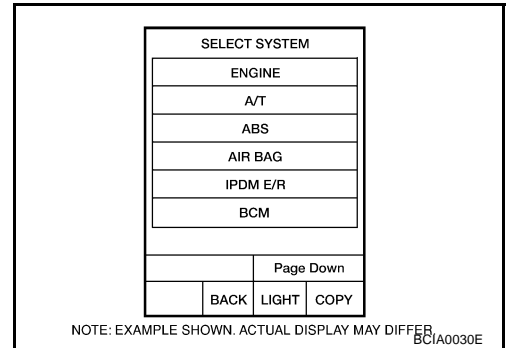 SELECT SYSTEM
ENGINE
A/T
ABS
AIR BAG
IPDM E/R
BCM
Page Down
BACK LIGHT COPY
NOTE: EXAMPLE SHOWN. ACTUAL DISPLAY MAY DIFFER.
BCIA0030E